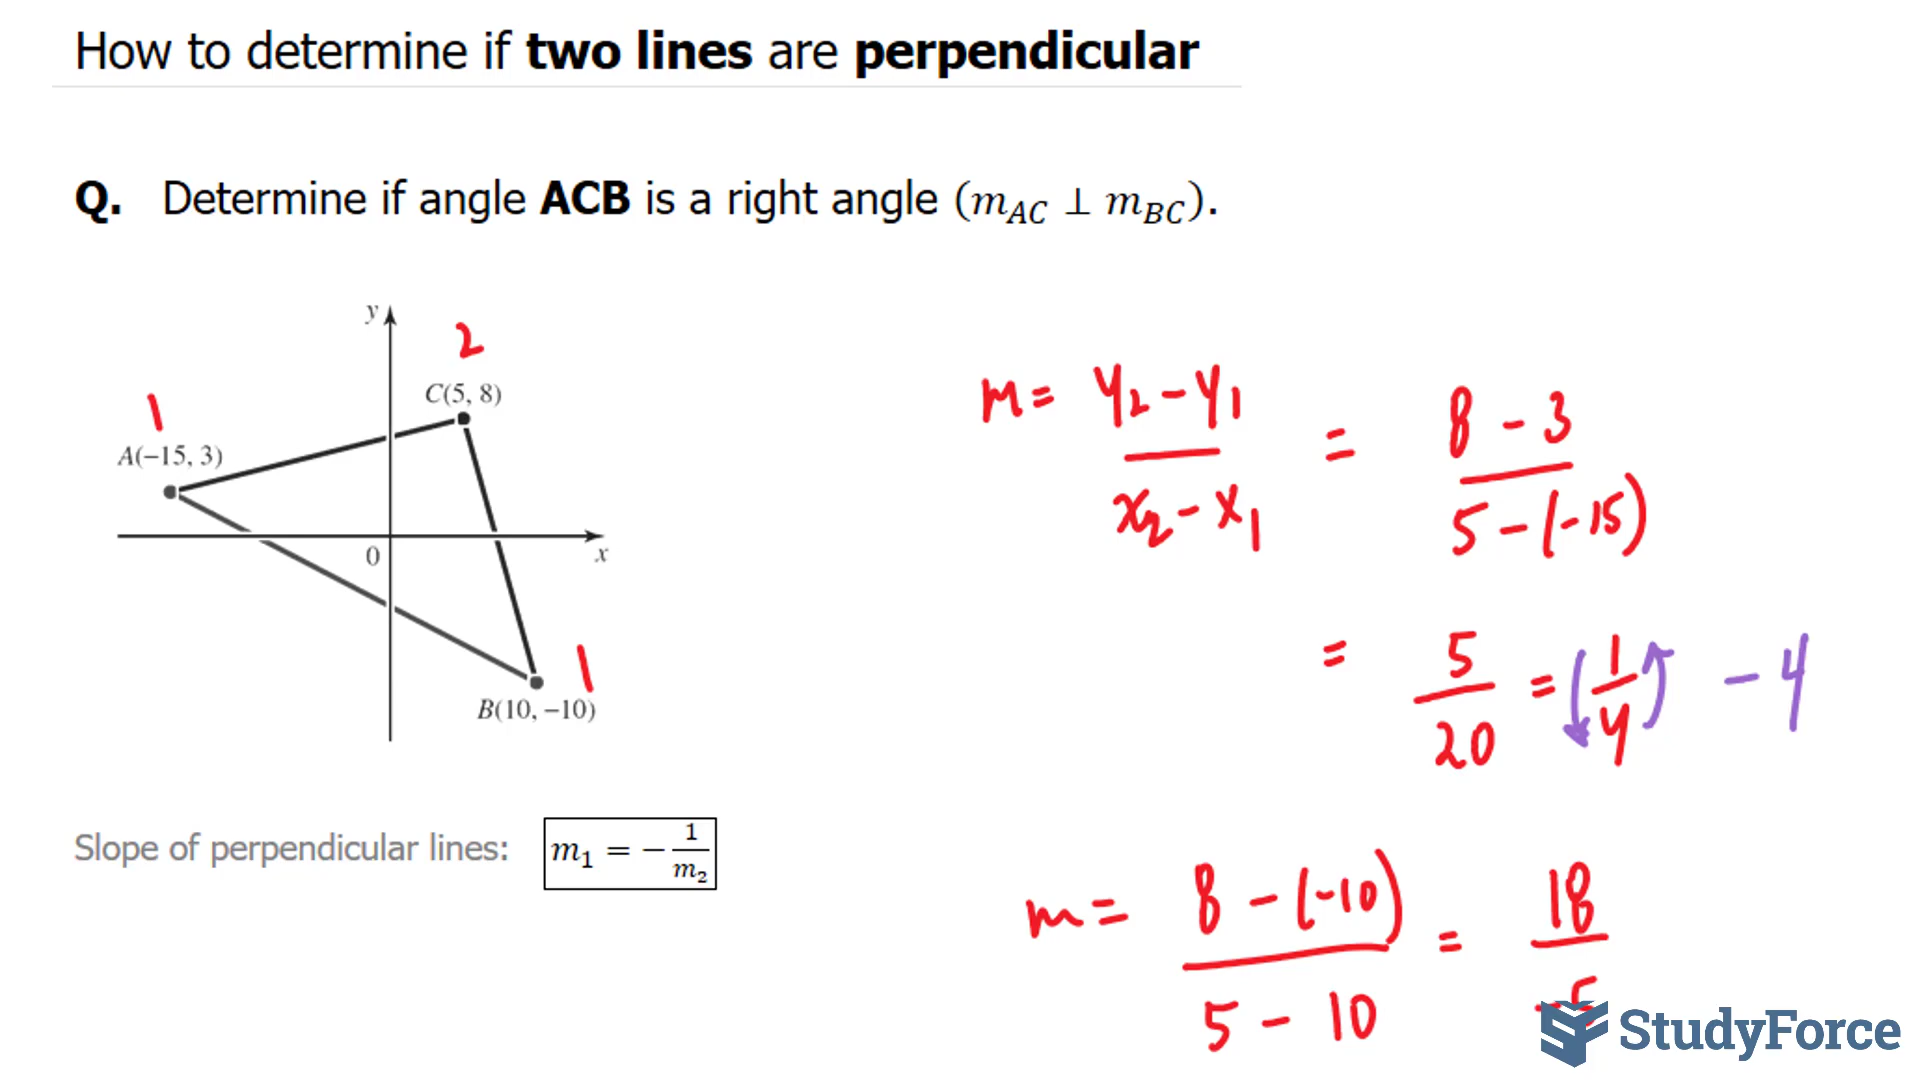 How to determine if two lines are perpendicular
Q. Determine if angle ACB is a right angle (m_AC ⊥ m_BC).
y
2
C(5, 8)
1
A(−15, 3)
0
x
1
B(10, −10)
Slope of perpendicular lines: m₁ = − 1/m₂
m = (y₂ − y₁)/(x₂ − x₁) = (8 − 3)/(5 − (−15))
= 5/20 = (1/4) − 4
m = (8 − (−10))/(5 − 10) = 18/−5
StudyForce